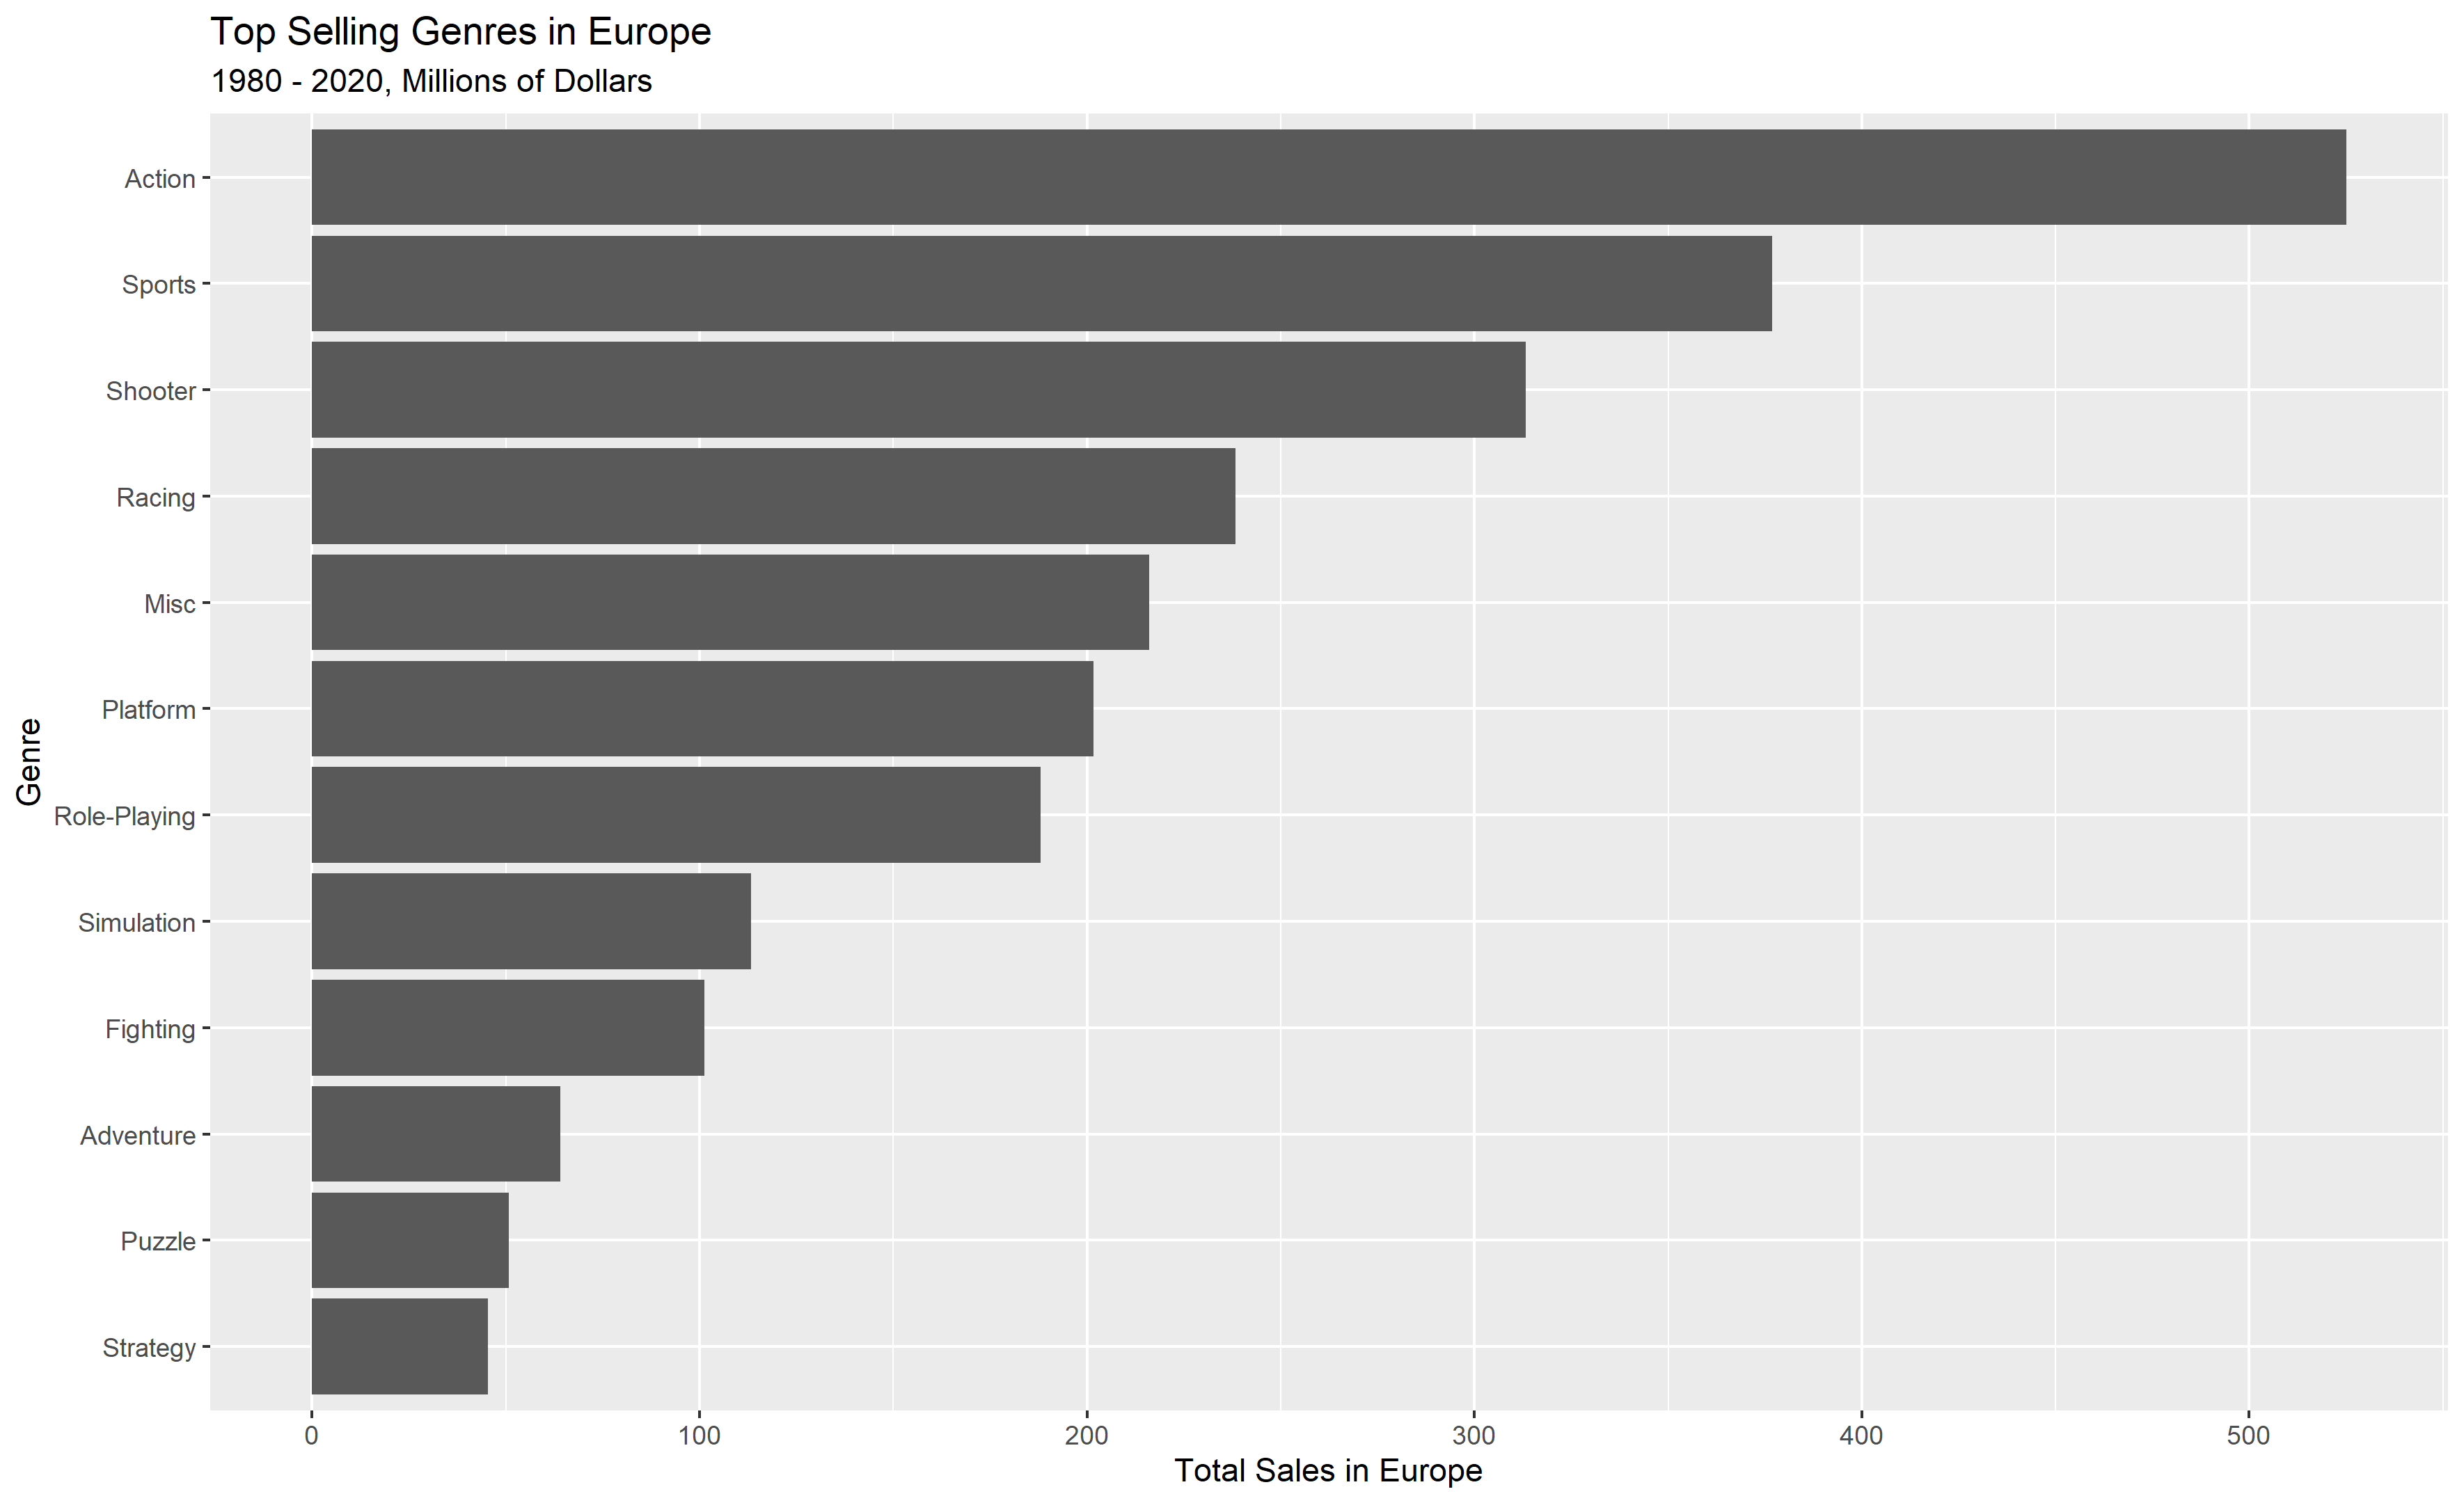 Top Selling Genres in Europe
1980 - 2020, Millions of Dollars
Genre
Action
Sports
Shooter
Racing
Misc
Platform
Role-Playing
Simulation
Fighting
Adventure
Puzzle
Strategy
0 100 200 300 400 500
Total Sales in Europe